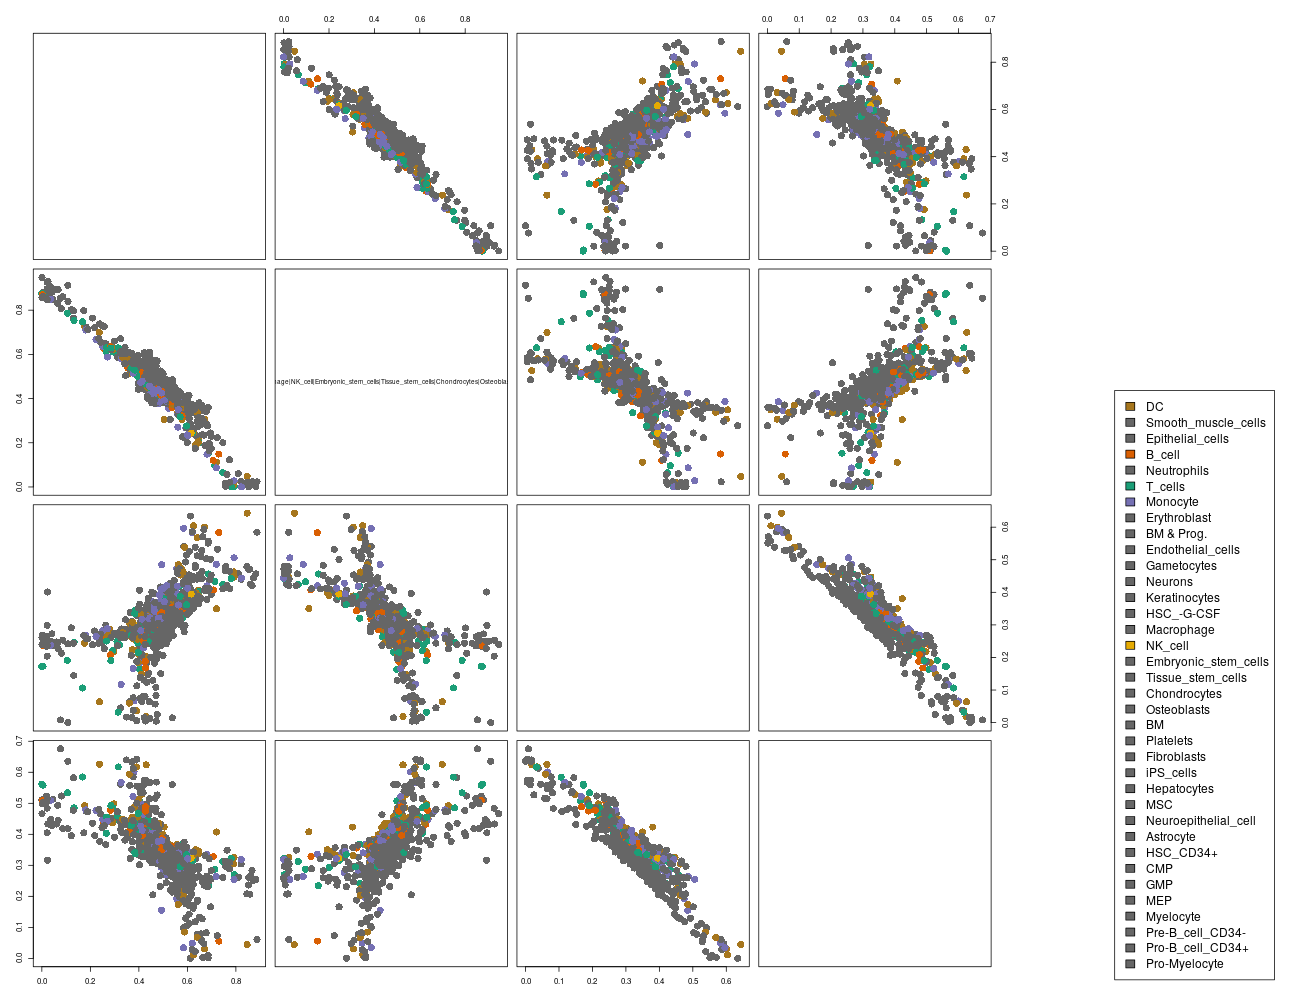 0.0 0.2 0.4 0.6 0.8
0.0 0.1 0.2 0.3 0.4 0.5 0.6 0.7
0.8
0.6
0.4
0.2
0.0
0.8
0.6
0.4
0.2
0.0
age|NK_cell|Embryonic_stem_cells|Tissue_stem_cells|Chondrocytes|Osteobla
0.6
0.5
0.4
0.3
0.2
0.1
0.0
0.7
0.6
0.5
0.4
0.3
0.2
0.1
0.0
0.0 0.2 0.4 0.6 0.8
0.0 0.1 0.2 0.3 0.4 0.5 0.6
DC
Smooth_muscle_cells
Epithelial_cells
B_cell
Neutrophils
T_cells
Monocyte
Erythroblast
BM & Prog.
Endothelial_cells
Gametocytes
Neurons
Keratinocytes
HSC_-G-CSF
Macrophage
NK_cell
Embryonic_stem_cells
Tissue_stem_cells
Chondrocytes
Osteoblasts
BM
Platelets
Fibroblasts
iPS_cells
Hepatocytes
MSC
Neuroepithelial_cell
Astrocyte
HSC_CD34+
CMP
GMP
MEP
Myelocyte
Pre-B_cell_CD34-
Pro-B_cell_CD34+
Pro-Myelocyte